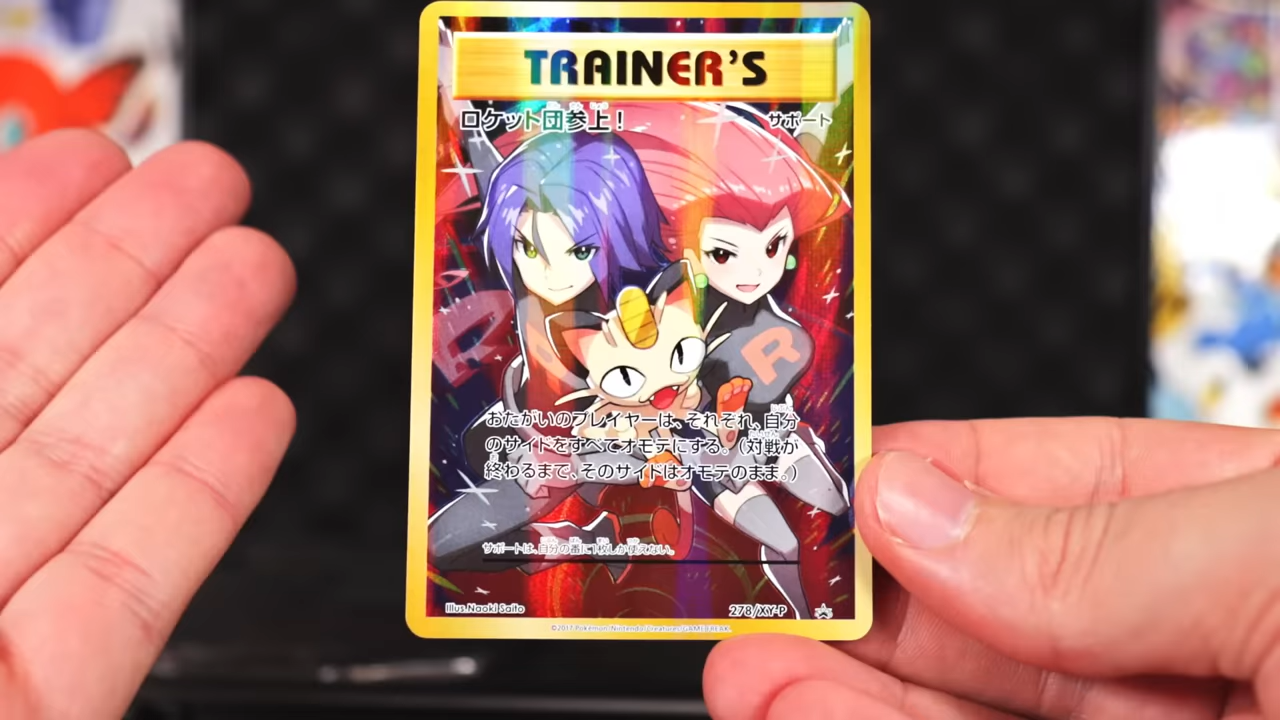 TRAINER'S
ロケット団参上！ サポート
R
おたがいのプレイヤーは、それぞれ、自分
のサイドをすべてオモテにする。（対戦が
終わるまで、そのサイドはオモテのまま。）
サポートは、自分の番に1枚しか使えない。
Illus. Naoki Saito 278/XY-P
©2017 Pokémon/Nintendo/Creatures/GAME FREAK.